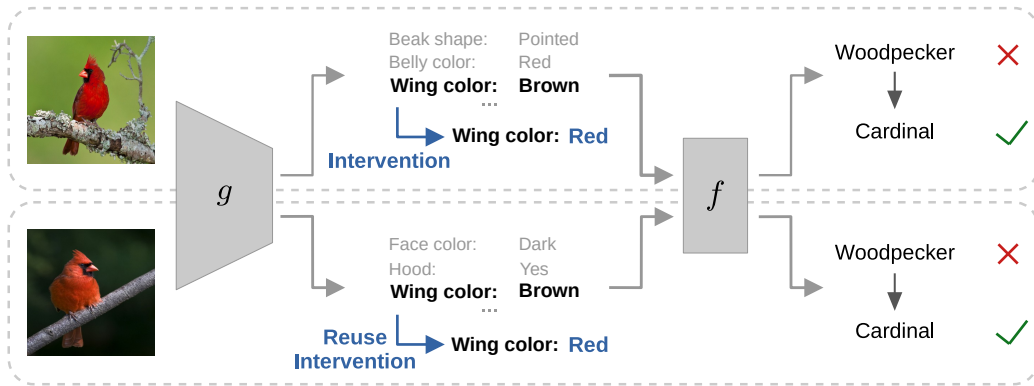 Beak shape: Pointed
Belly color: Red
Wing color: Brown
...
Wing color: Red
Intervention
g
f
Woodpecker
Cardinal
Face color: Dark
Hood: Yes
Wing color: Brown
...
Reuse
Intervention
Wing color: Red
Woodpecker
Cardinal